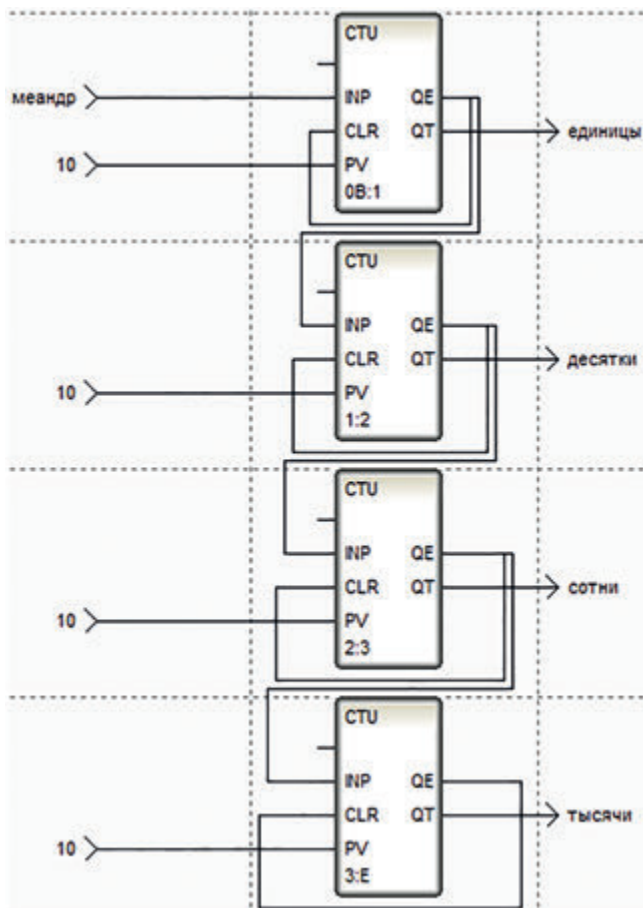 CTU
меандр
INP QE
CLR QT
единицы
10
PV
0B:1
CTU
INP QE
CLR QT
десятки
10
PV
1:2
CTU
INP QE
CLR QT
сотни
10
PV
2:3
CTU
INP QE
CLR QT
тысячи
10
PV
3:E